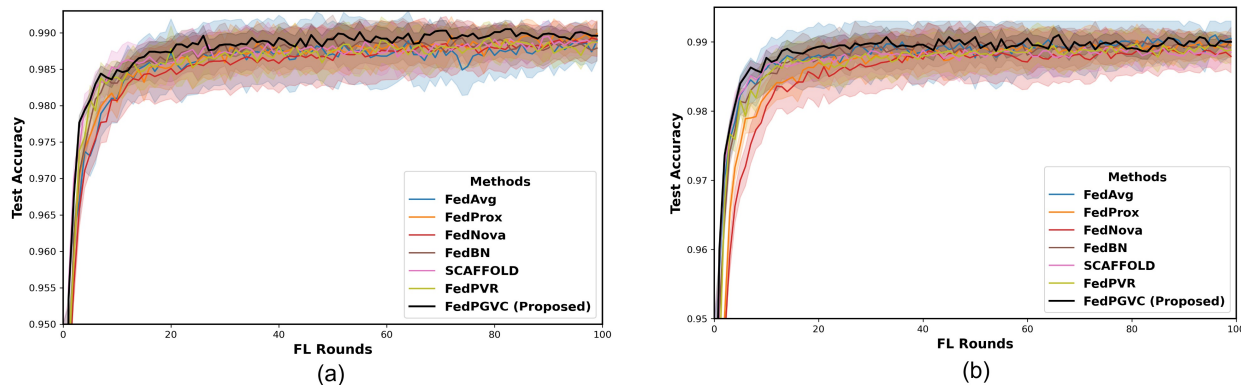 0.990
0.985
0.980
0.975
0.970
0.965
0.960
0.955
0.950
Test Accuracy
0 20 40 60 80 100
FL Rounds
Methods
FedAvg
FedProx
FedNova
FedBN
SCAFFOLD
FedPVR
FedPGVC (Proposed)
(a)
0.99
0.98
0.97
0.96
0.95
Test Accuracy
0 20 40 60 80 100
FL Rounds
Methods
FedAvg
FedProx
FedNova
FedBN
SCAFFOLD
FedPVR
FedPGVC (Proposed)
(b)